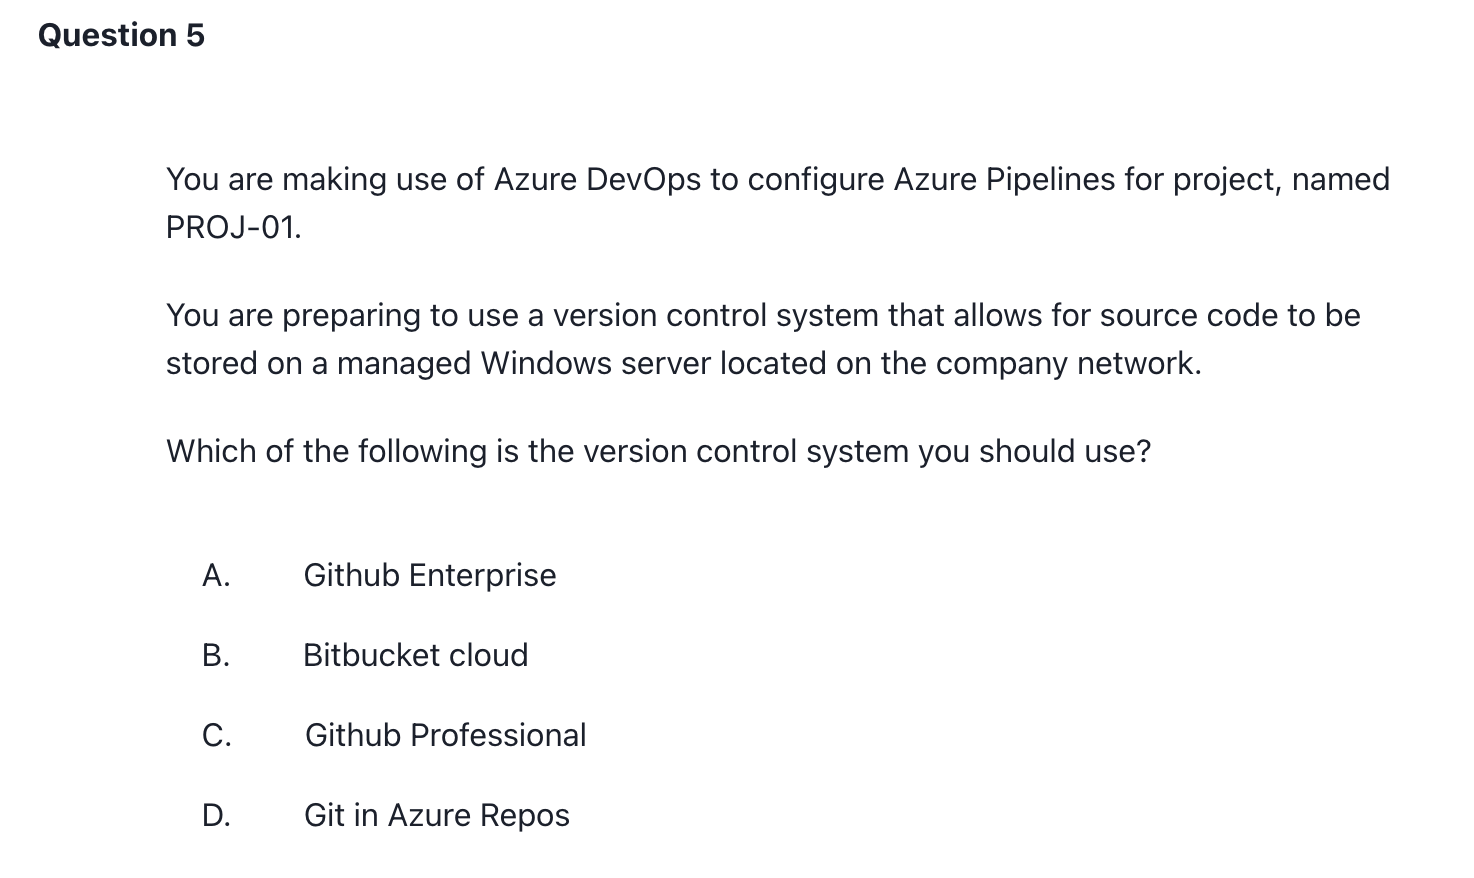 Question 5
You are making use of Azure DevOps to configure Azure Pipelines for project, named
PROJ-01.
You are preparing to use a version control system that allows for source code to be
stored on a managed Windows server located on the company network.
Which of the following is the version control system you should use?
A. Github Enterprise
B. Bitbucket cloud
C. Github Professional
D. Git in Azure Repos